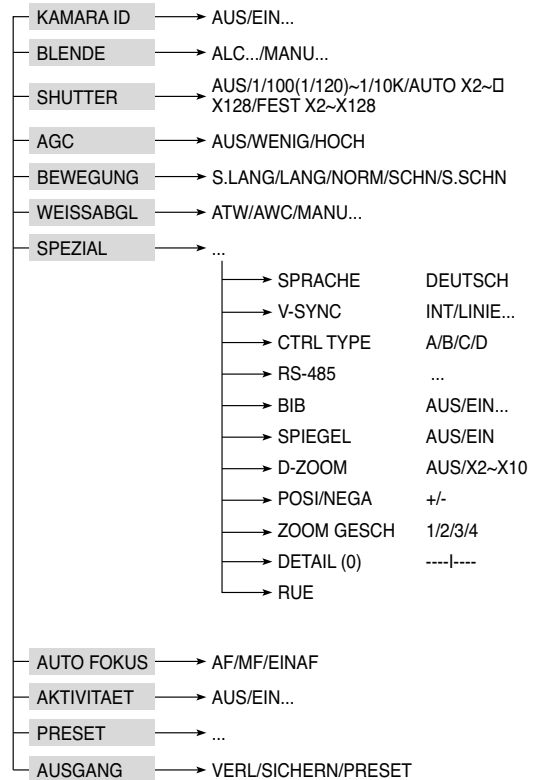 KAMARA ID AUS/EIN...
BLENDE ALC.../MANU...
SHUTTER AUS/1/100(1/120)~1/10K/AUTO X2~□
X128/FEST X2~X128
AGC AUS/WENIG/HOCH
BEWEGUNG S.LANG/LANG/NORM/SCHN/S.SCHN
WEISSABGL ATW/AWC/MANU...
SPEZIAL ...
SPRACHE DEUTSCH
V-SYNC INT/LINIE...
CTRL TYPE A/B/C/D
RS-485 ...
BIB AUS/EIN...
SPIEGEL AUS/EIN
D-ZOOM AUS/X2~X10
POSI/NEGA +/-
ZOOM GESCH 1/2/3/4
DETAIL (0) ----I----
RUE
AUTO FOKUS AF/MF/EINAF
AKTIVITAET AUS/EIN...
PRESET ...
AUSGANG VERL/SICHERN/PRESET